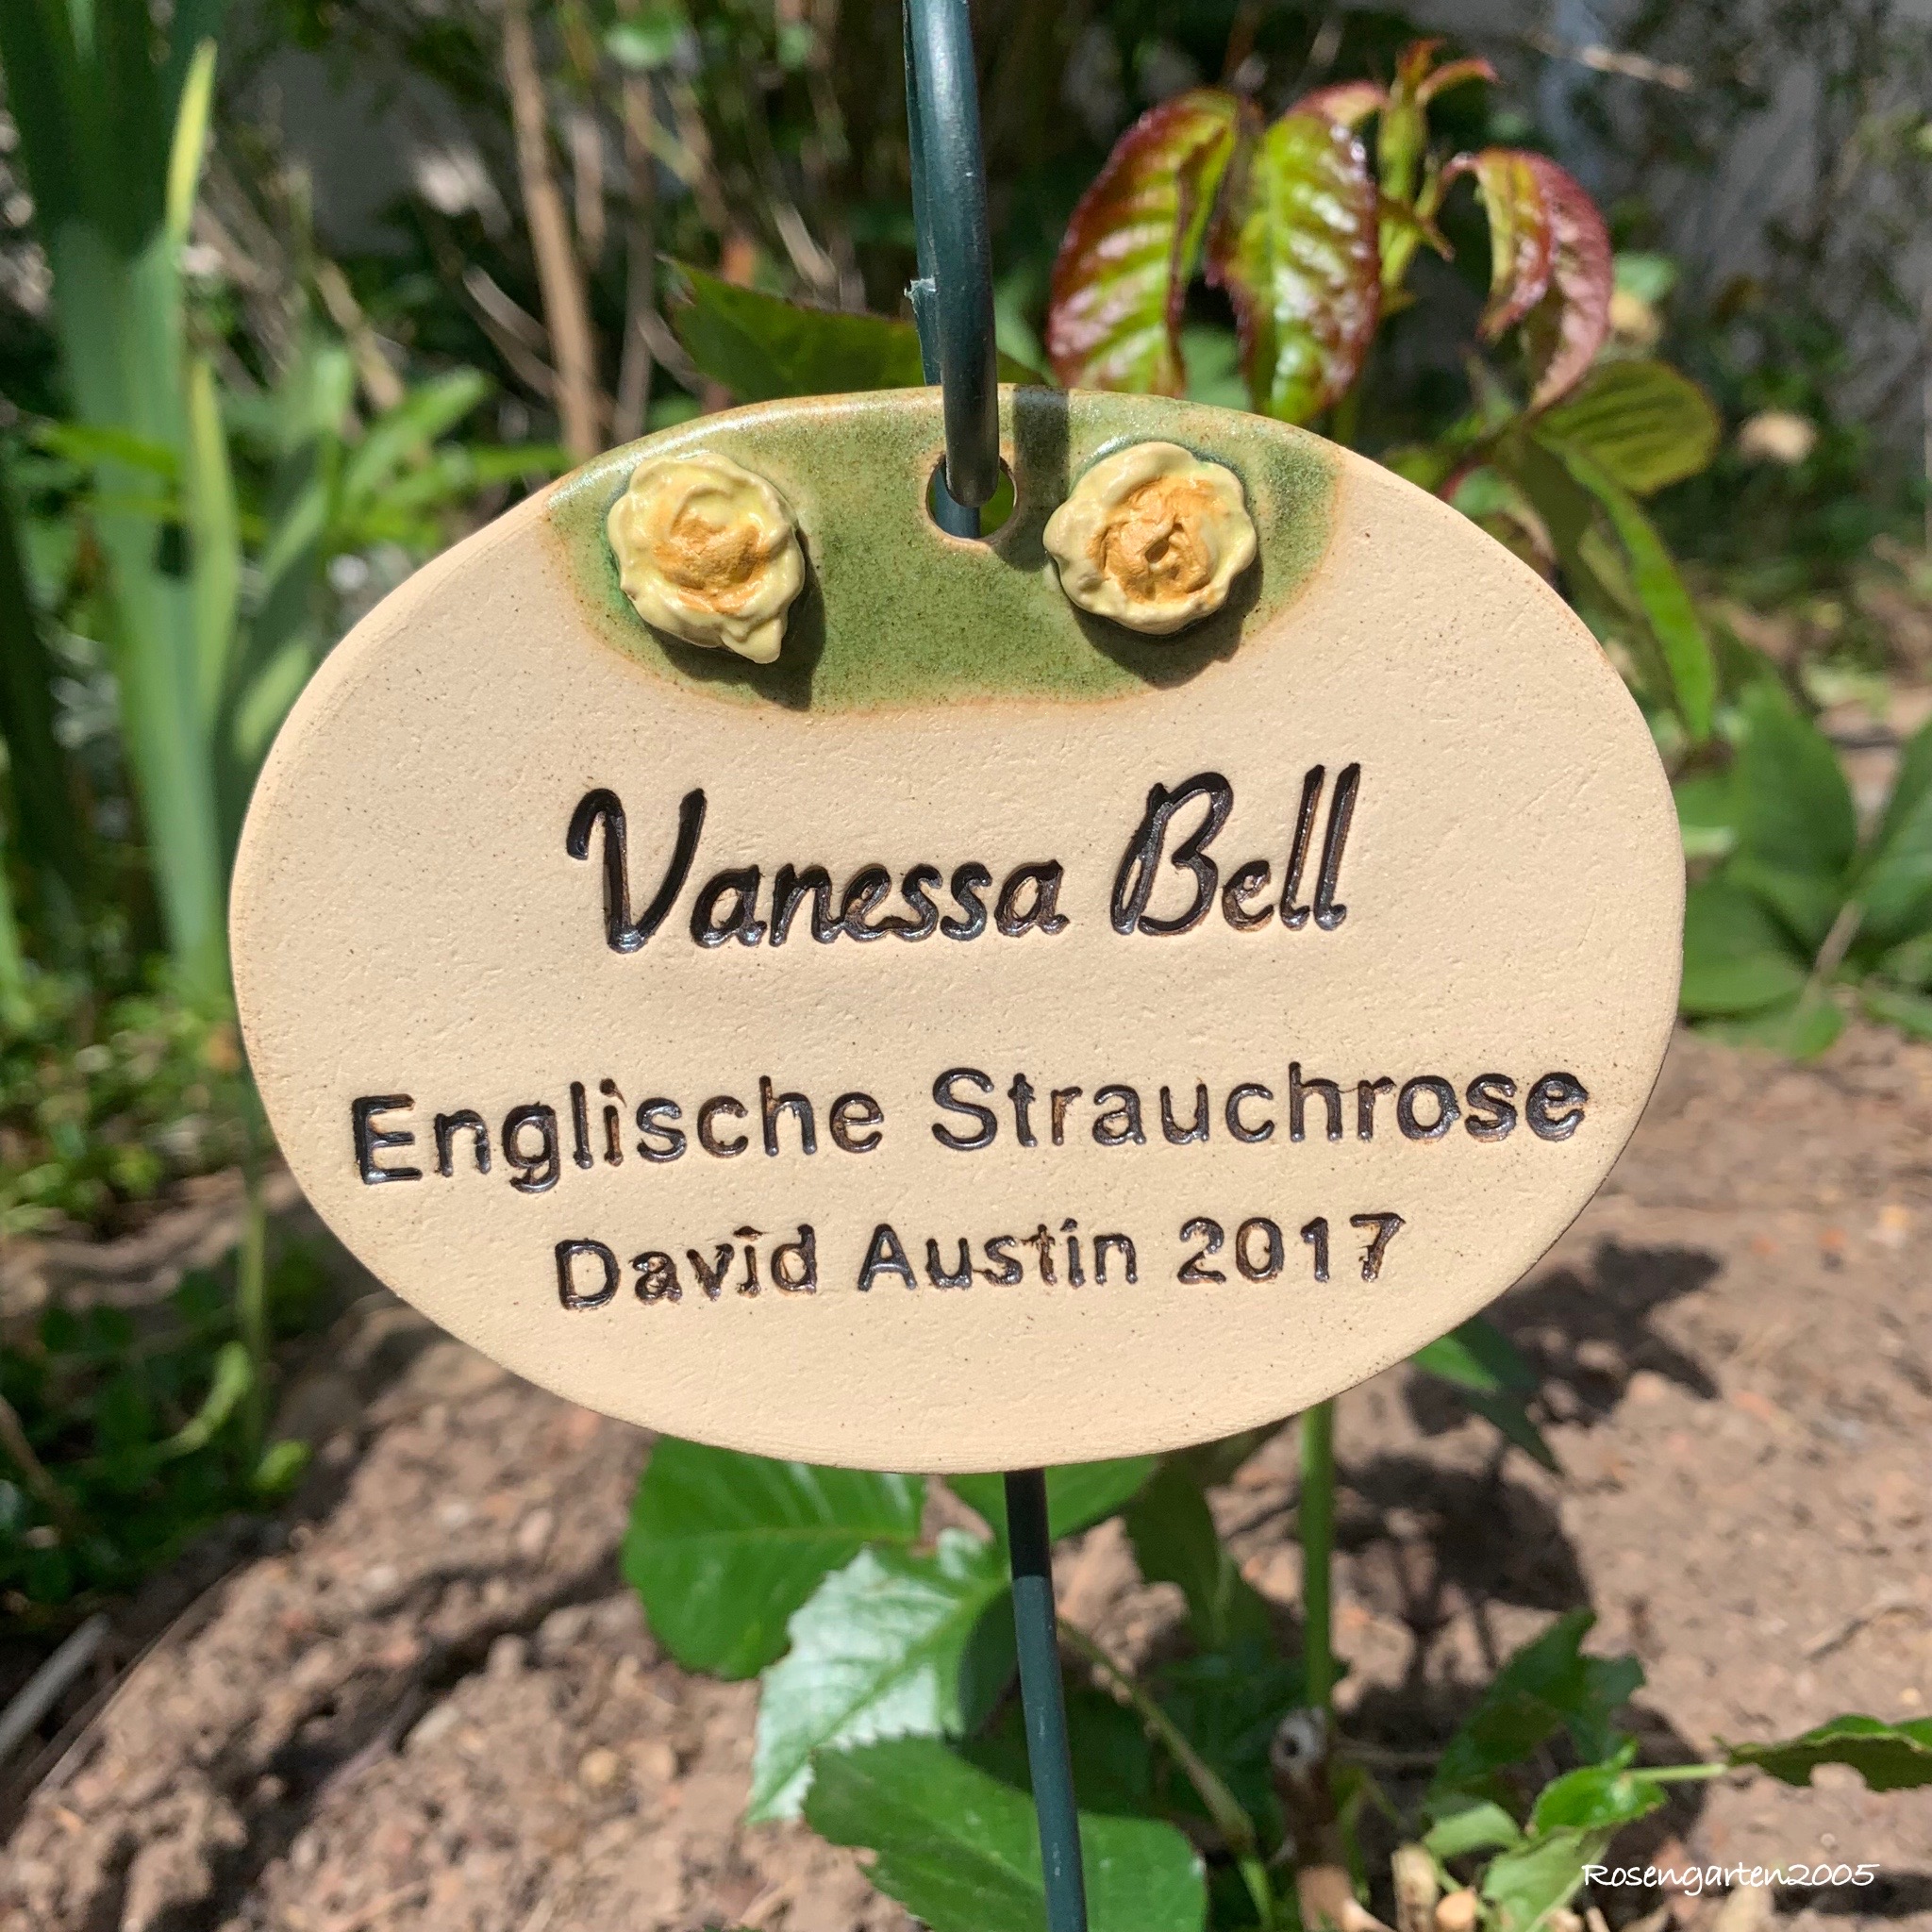 Vanessa Bell
Englische Strauchrose
David Austin 2017
Rosengarten2005